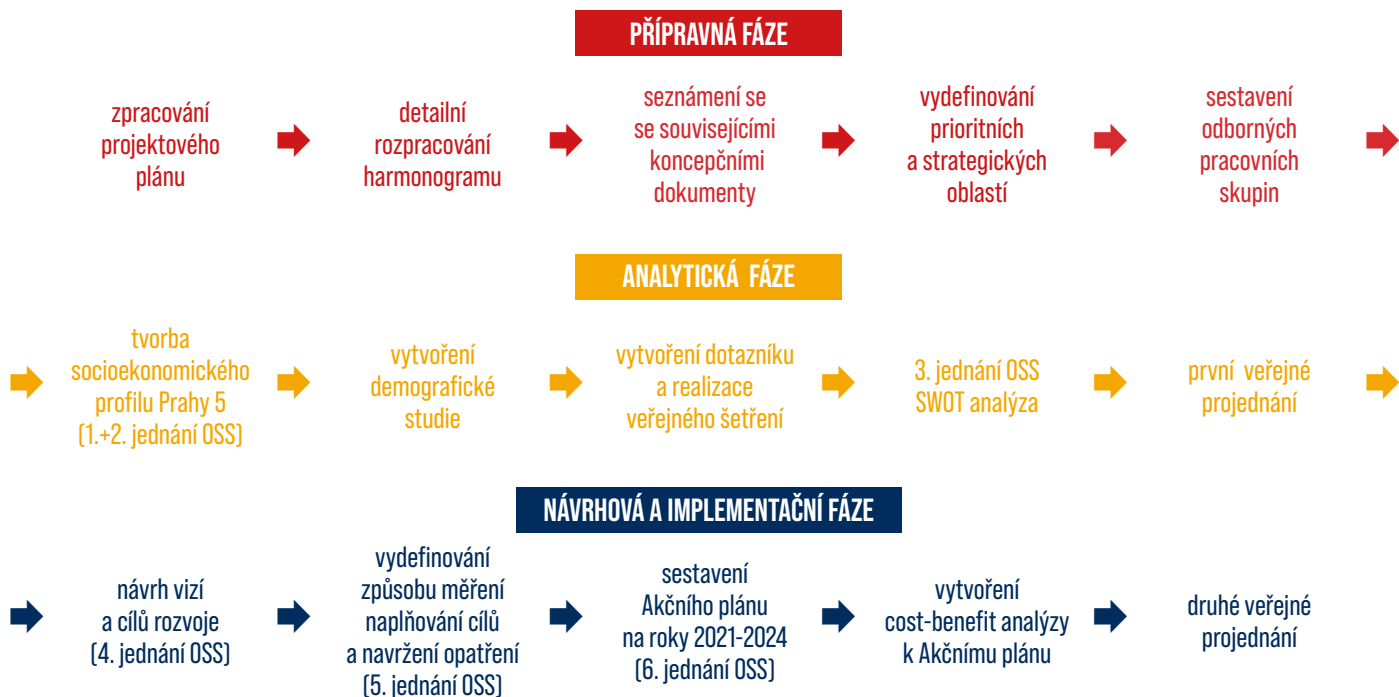 PŘÍPRAVNÁ FÁZE
zpracování
projektového
plánu
detailní
rozpracování
harmonogramu
seznámení se
se souvisejícími
koncepčními
dokumenty
vydefinování
prioritních
a strategických
oblastí
sestavení
odborných
pracovních
skupin
ANALYTICKÁ FÁZE
tvorba
socioekonomického
profilu Prahy 5
(1.+2. jednání OSS)
vytvoření
demografické
studie
vytvoření dotazníku
a realizace
veřejného šetření
3. jednání OSS
SWOT analýza
první veřejné
projednání
NÁVRHOVÁ A IMPLEMENTAČNÍ FÁZE
návrh vizí
a cílů rozvoje
(4. jednání OSS)
vydefinování
způsobu měření
naplňování cílů
a navržení opatření
(5. jednání OSS)
sestavení
Akčního plánu
na roky 2021-2024
(6. jednání OSS)
vytvoření
cost-benefit analýzy
k Akčnímu plánu
druhé veřejné
projednání